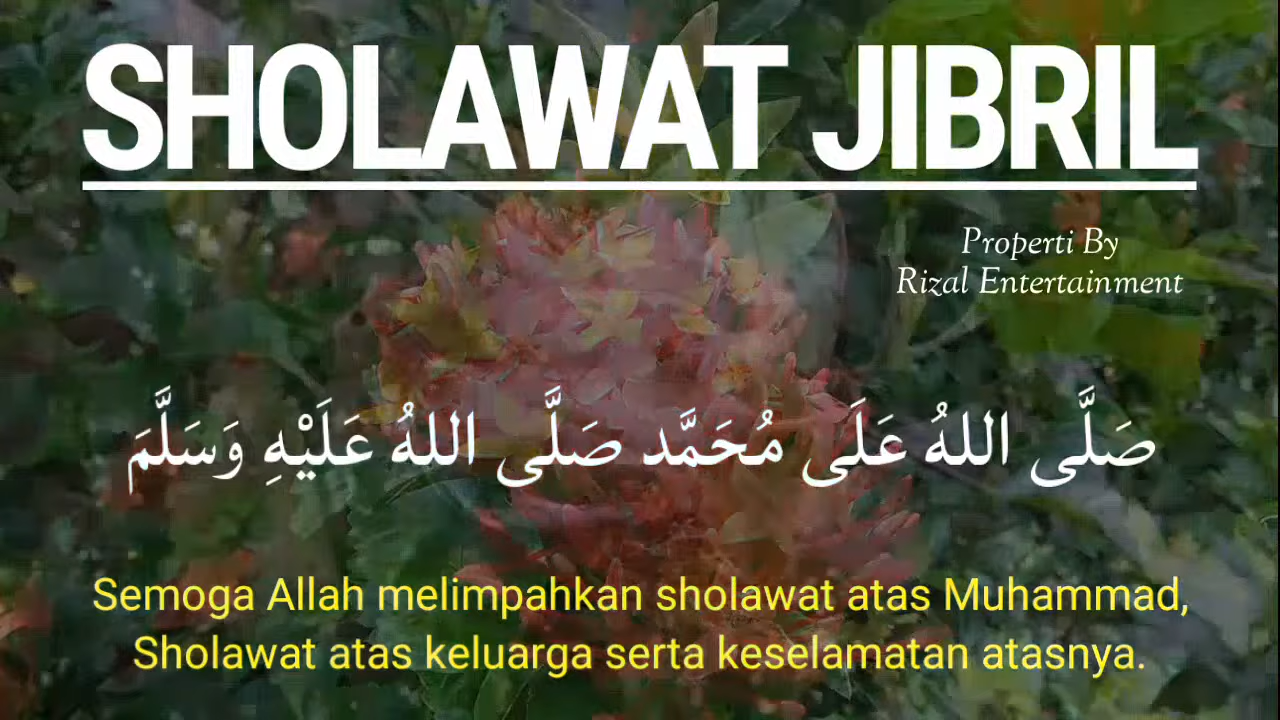 SHOLAWAT JIBRIL
Properti By
Rizal Entertainment
صَلَّى اللهُ عَلَى مُحَمَّد صَلَّى اللهُ عَلَيْهِ وَسَلَّمَ
Semoga Allah melimpahkan sholawat atas Muhammad,
Sholawat atas keluarga serta keselamatan atasnya.